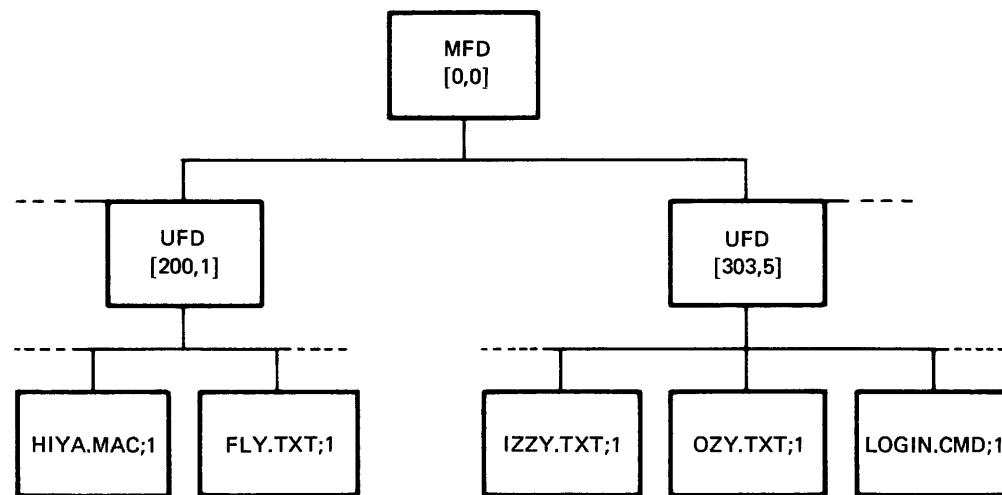 MFD
[0,0]
UFD
[200,1]
UFD
[303,5]
HIYA.MAC;1
FLY.TXT;1
IZZY.TXT;1
OZY.TXT;1
LOGIN.CMD;1